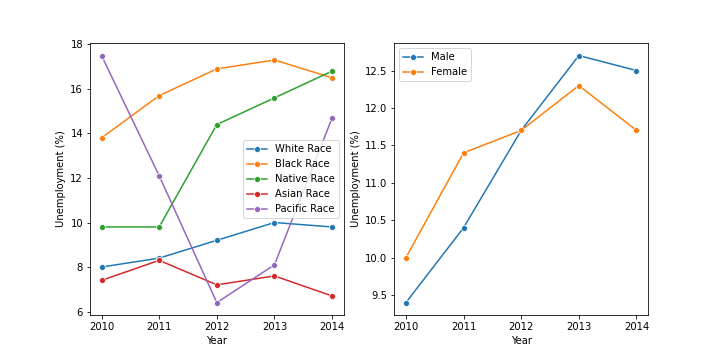 18
16
14
12
10
8
6
Unemployment (%)
2010 2011 2012 2013 2014
Year
White Race
Black Race
Native Race
Asian Race
Pacific Race
12.5
12.0
11.5
11.0
10.5
10.0
9.5
Unemployment (%)
2010 2011 2012 2013 2014
Year
Male
Female